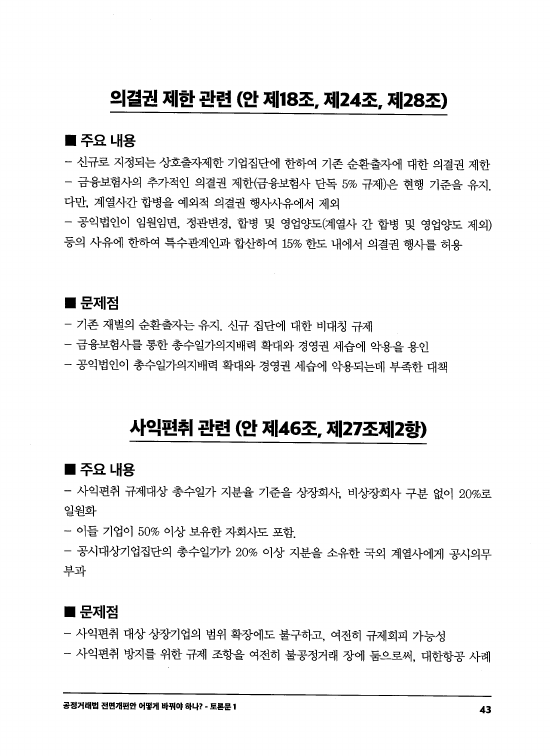 의결권 제한 관련 (안 제18조, 제24조, 제28조)
■ 주요 내용
- 신규로 지정되는 상호출자제한 기업집단에 한하여 기존 순환출자에 대한 의결권 제한
- 금융보험사의 추가적인 의결권 제한(금융보험사 단독 5% 규제)은 현행 기준을 유지.
다만, 계열사간 합병을 예외적 의결권 행사사유에서 제외
- 공익법인이 임원임면, 정관변경, 합병 및 영업양도(계열사 간 합병 및 영업양도 제외)
등의 사유에 한하여 특수관계인과 합산하여 15% 한도 내에서 의결권 행사를 허용
■ 문제점
- 기존 재벌의 순환출자는 유지. 신규 집단에 대한 비대칭 규제
- 금융보험사를 통한 총수일가의지배력 확대와 경영권 세습에 악용을 용인
- 공익법인이 총수일가의지배력 확대와 경영권 세습에 악용되는데 부족한 대책
사익편취 관련 (안 제46조, 제27조제2항)
■ 주요 내용
- 사익편취 규제대상 총수일가 지분율 기준을 상장회사, 비상장회사 구분 없이 20%로
일원화
- 이들 기업이 50% 이상 보유한 자회사도 포함.
- 공시대상기업집단의 총수일가가 20% 이상 지분을 소유한 국외 계열사에게 공시의무
부과
■ 문제점
- 사익편취 대상 상장기업의 범위 확장에도 불구하고, 여전히 규제회피 가능성
- 사익편취 방지를 위한 규제 조항을 여전히 불공정거래 장에 둠으로써, 대한항공 사례
공정거래법 전면개편안 어떻게 바꿔야 하나? - 토론문 1
43